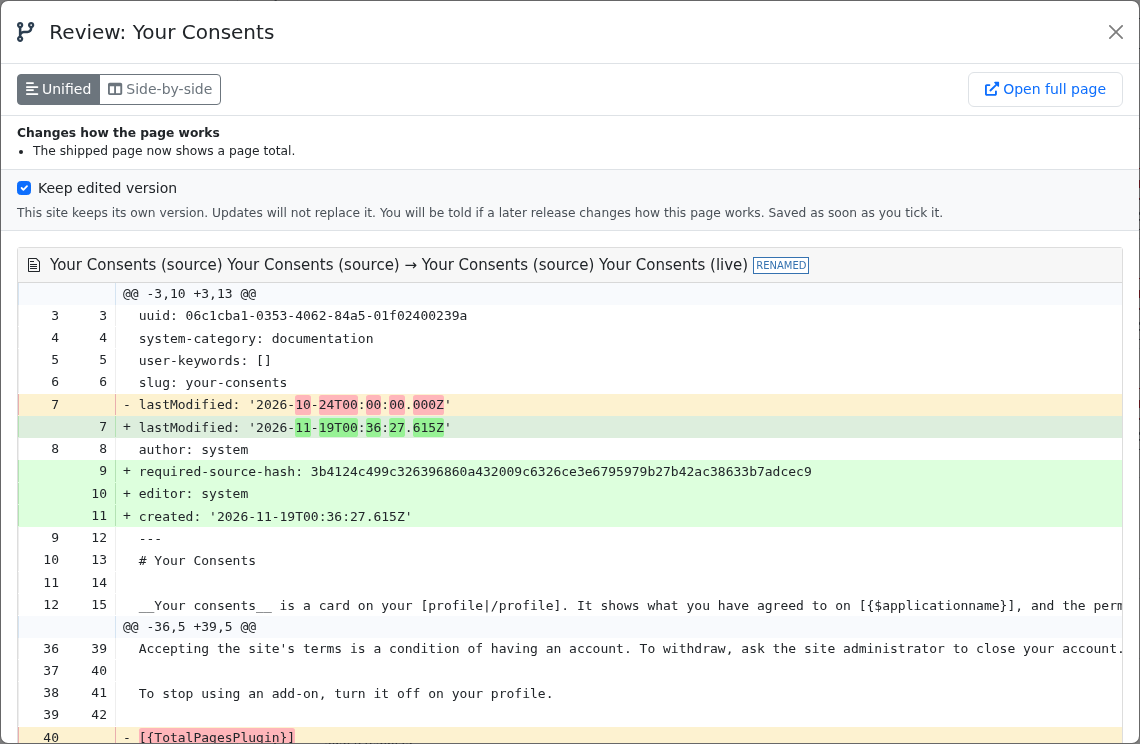 Review: Your Consents
Unified Side-by-side Open full page
Changes how the page works
• The shipped page now shows a page total.
Keep edited version
This site keeps its own version. Updates will not replace it. You will be told if a later release changes how this page works. Saved as soon as you tick it.
Your Consents (source) Your Consents (source) → Your Consents (source) Your Consents (live) RENAMED
@@ -3,10 +3,13 @@
3 3 uuid: 06c1cba1-0353-4062-84a5-01f02400239a
4 4 system-category: documentation
5 5 user-keywords: []
6 6 slug: your-consents
7 - lastModified: '2026-10-24T00:00:00.000Z'
7 + lastModified: '2026-11-19T00:36:27.615Z'
8 8 author: system
9 + required-source-hash: 3b4124c499c326396860a432009c6326ce3e6795979b27b42ac38633b7adcec9
10 + editor: system
11 + created: '2026-11-19T00:36:27.615Z'
9 12 ---
10 13 # Your Consents
11 14
12 15 __Your consents__ is a card on your [profile|/profile]. It shows what you have agreed to on [{$applicationname}], and the perm
@@ -36,5 +39,5 @@
36 39 Accepting the site's terms is a condition of having an account. To withdraw, ask the site administrator to close your account.
37 40
38 41 To stop using an add-on, turn it off on your profile.
39 42
40 - [{TotalPagesPlugin}]